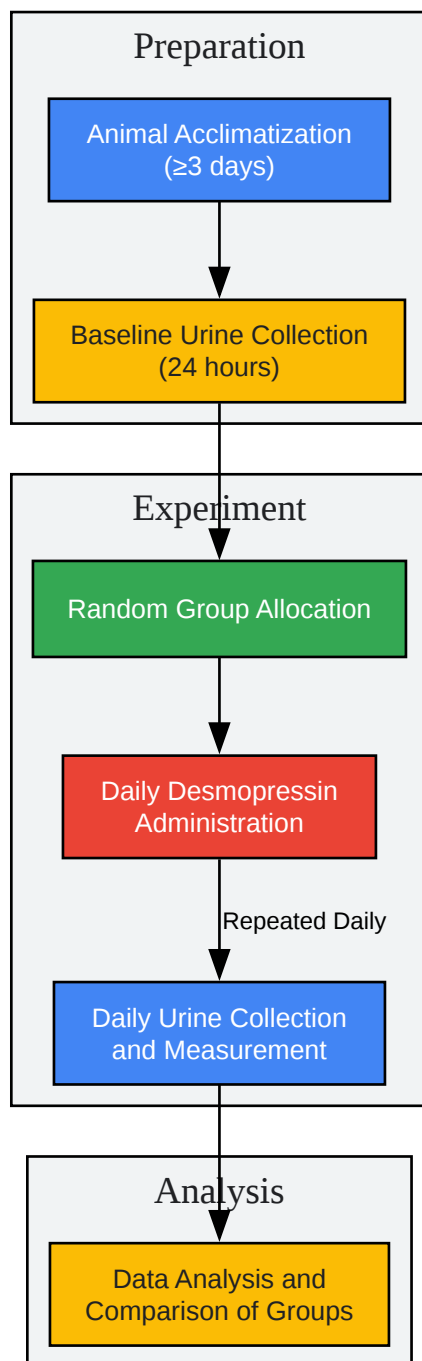 Preparation
Animal Acclimatization
(≥3 days)
Baseline Urine Collection
(24 hours)
Experiment
Random Group Allocation
Daily Desmopressin
Administration
Repeated Daily
Daily Urine Collection
and Measurement
Analysis
Data Analysis and
Comparison of Groups